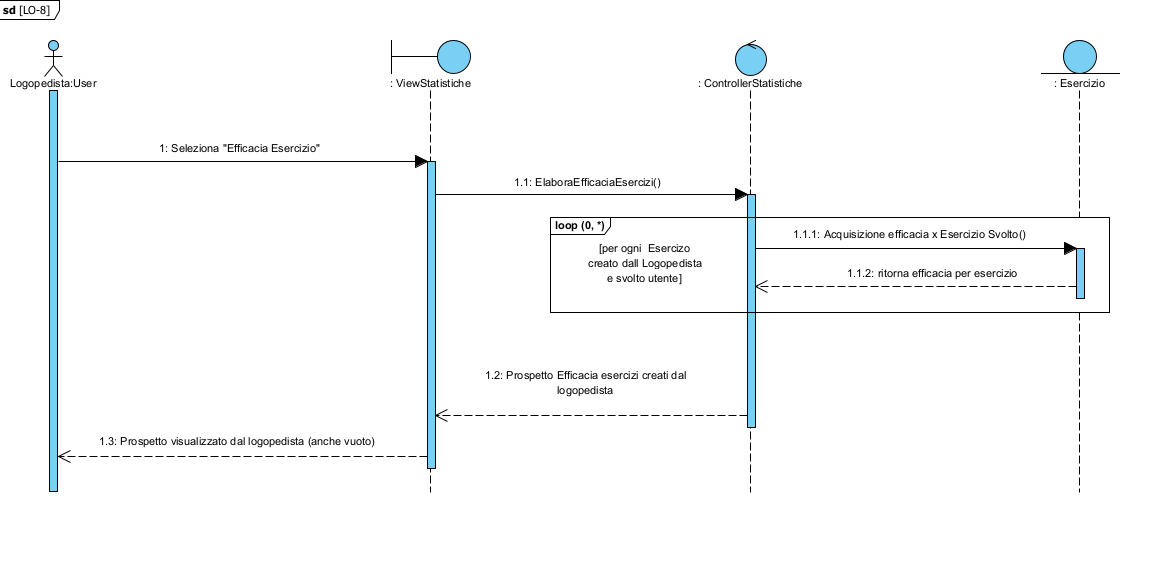 sd [LO-8]
Logopedista:User
: ViewStatistiche
: ControllerStatistiche
: Esercizio
1: Seleziona "Efficacia Esercizio"
1.1: ElaboraEfficaciaEsercizi()
loop (0, *)
[per ogni Esercizo
creato dall Logopedista
e svolto utente]
1.1.1: Acquisizione efficacia x Esercizio Svolto()
1.1.2: ritorna efficacia per esercizio
1.2: Prospetto Efficacia esercizi creati dal
logopedista
1.3: Prospetto visualizzato dal logopedista (anche vuoto)